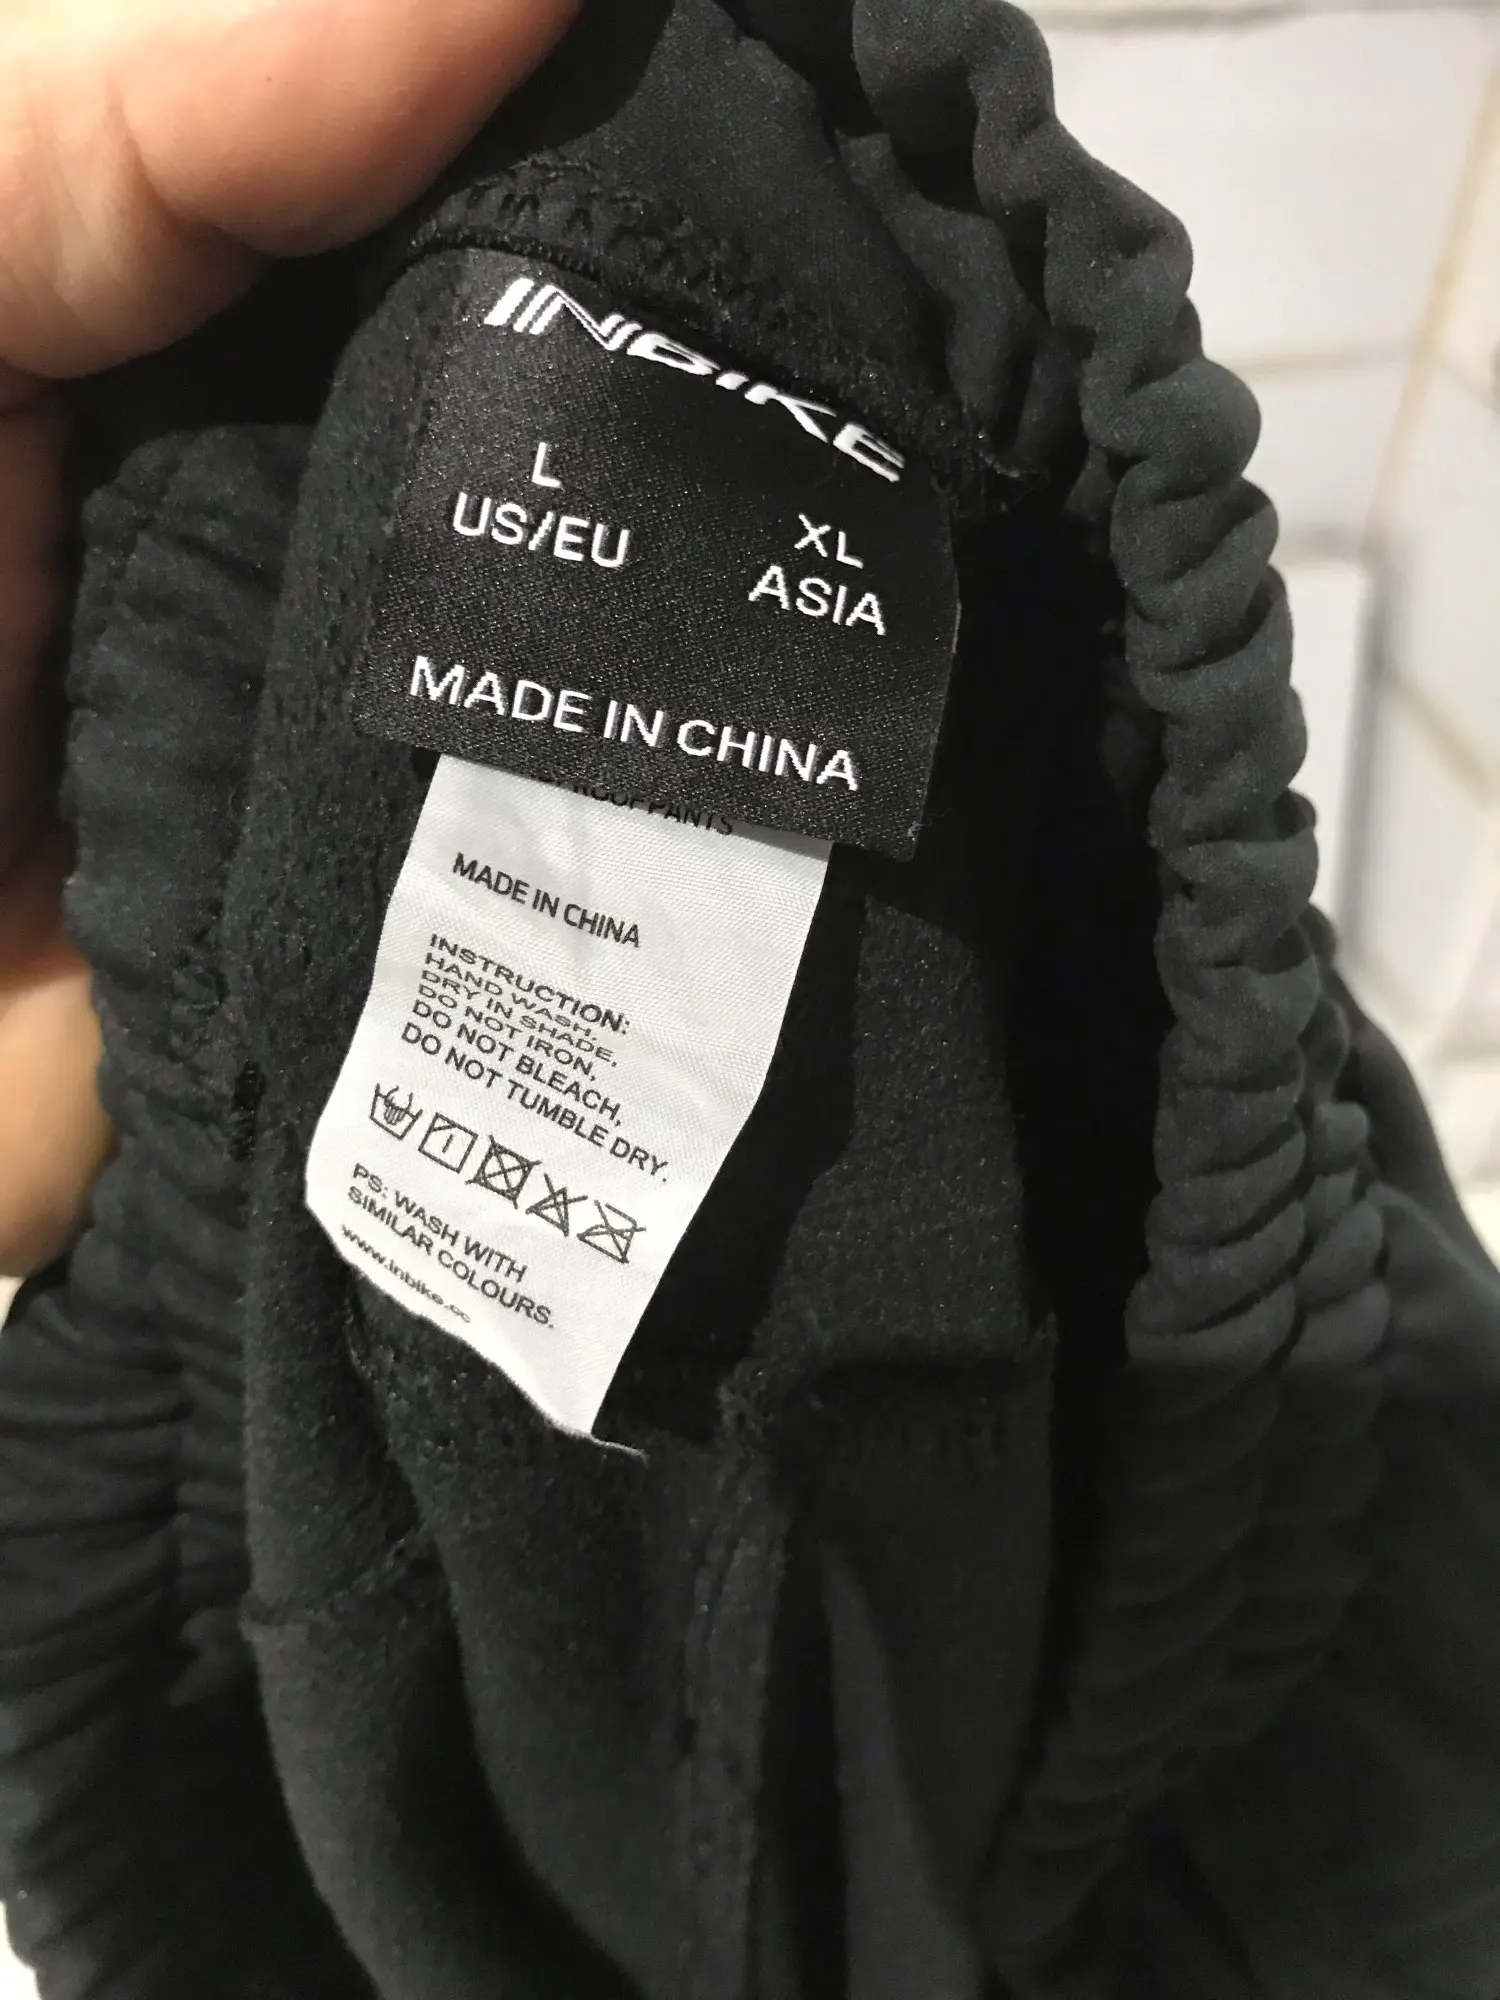 INBIKE
L XL
US/EU ASIA
MADE IN CHINA
PANTS
MADE IN CHINA
INSTRUCTION:
HAND WASH,
DRY IN SHADE,
DO NOT IRON,
DO NOT BLEACH,
DO NOT TUMBLE DRY.
PS: WASH WITH
SIMILAR COLOURS.
www.inbike.cc